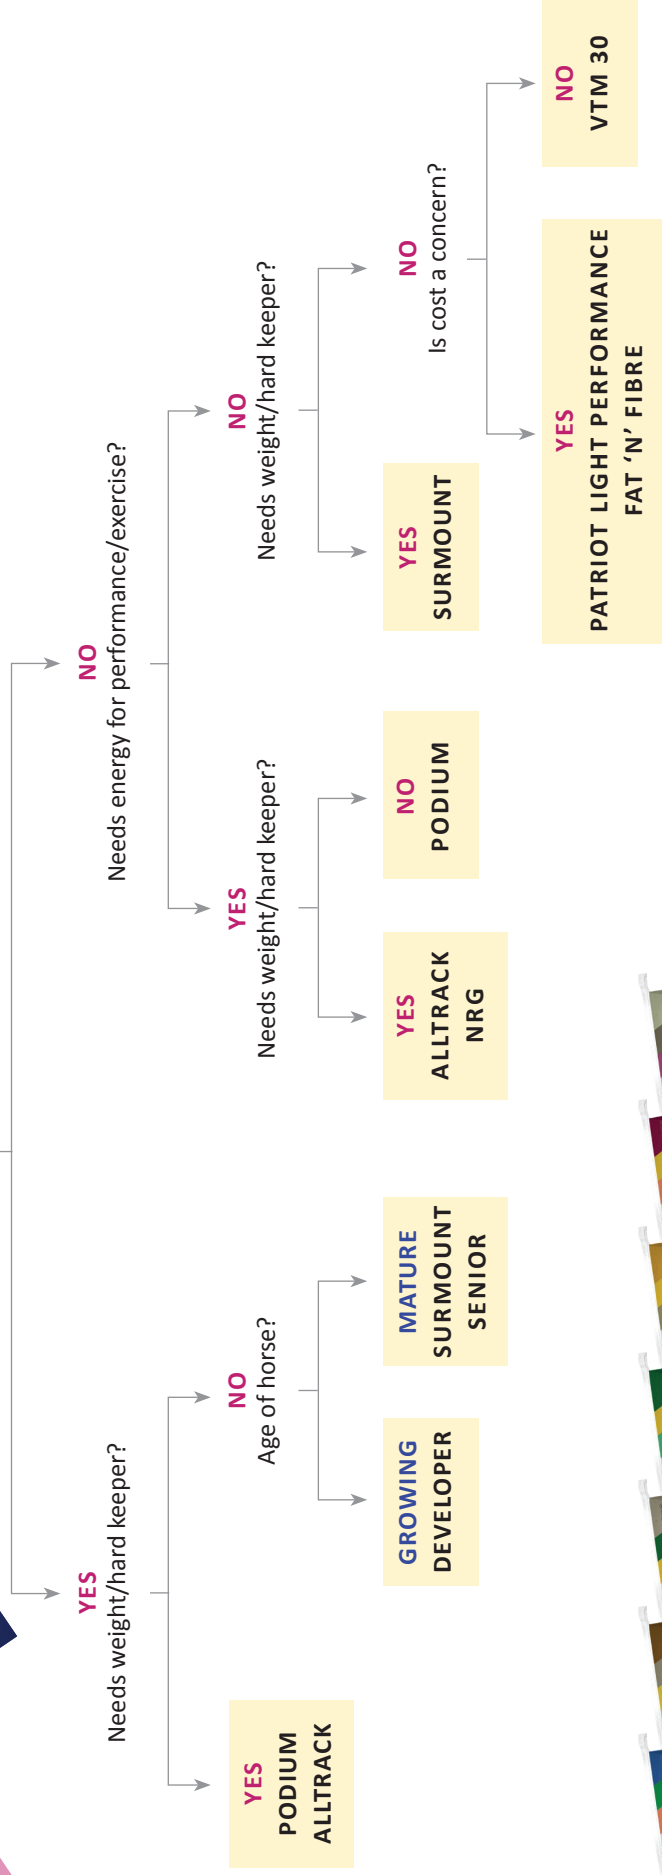 YES
Needs weight/hard keeper?
YES
PODIUM
ALLTRACK
NO
Age of horse?
GROWING
DEVELOPER
MATURE
SURMOUNT
SENIOR
NO
Needs energy for performance/exercise?
YES
Needs weight/hard keeper?
YES
ALLTRACK
NRG
NO
PODIUM
NO
Needs weight/hard keeper?
YES
SURMOUNT
NO
Is cost a concern?
YES
PATRIOT LIGHT PERFORMANCE
FAT ‘N’ FIBRE
NO
VTM 30